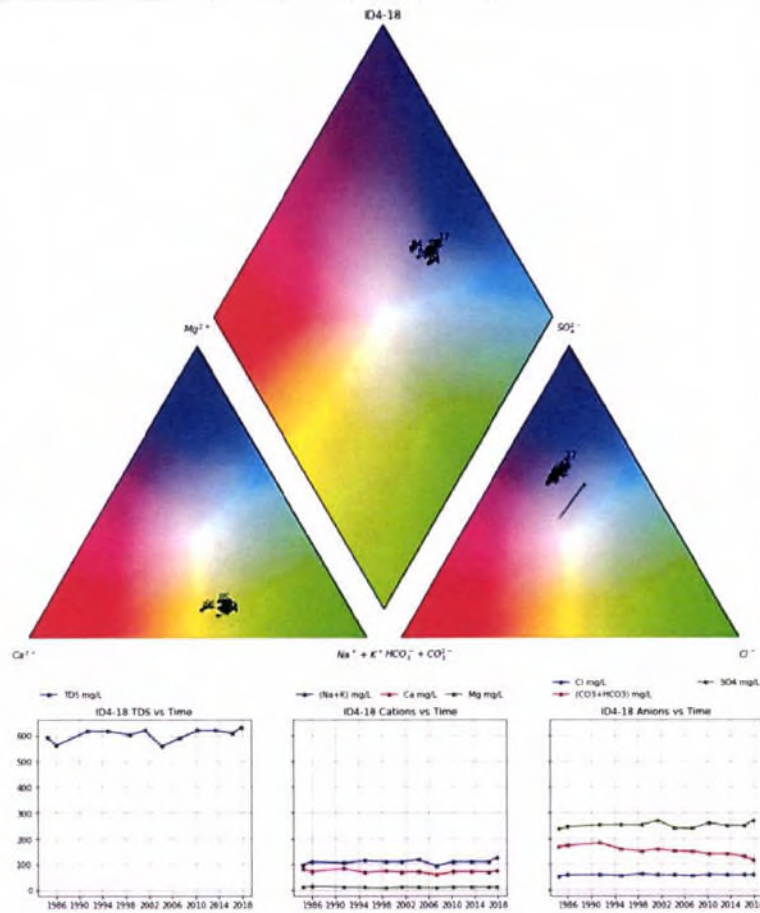 ID4-18
Mg²⁺
SO₄²⁻
17
17
Ca²⁺
Na⁺ + K⁺
HCO₃⁻ + CO₃²⁻
Cl⁻
TDS mg/L
(Na+K) mg/L
Ca mg/L
Mg mg/L
Cl mg/L
(CO3+HCO3) mg/L
SO4 mg/L
ID4-18 TDS vs Time
ID4-18 Cations vs Time
ID4-18 Anions vs Time
600
500
400
300
200
100
0
1986 1990 1994 1998 2002 2006 2010 2014 2018
1986 1990 1994 1998 2002 2006 2010 2014 2018
1986 1990 1994 1998 2002 2006 2010 2014 2018